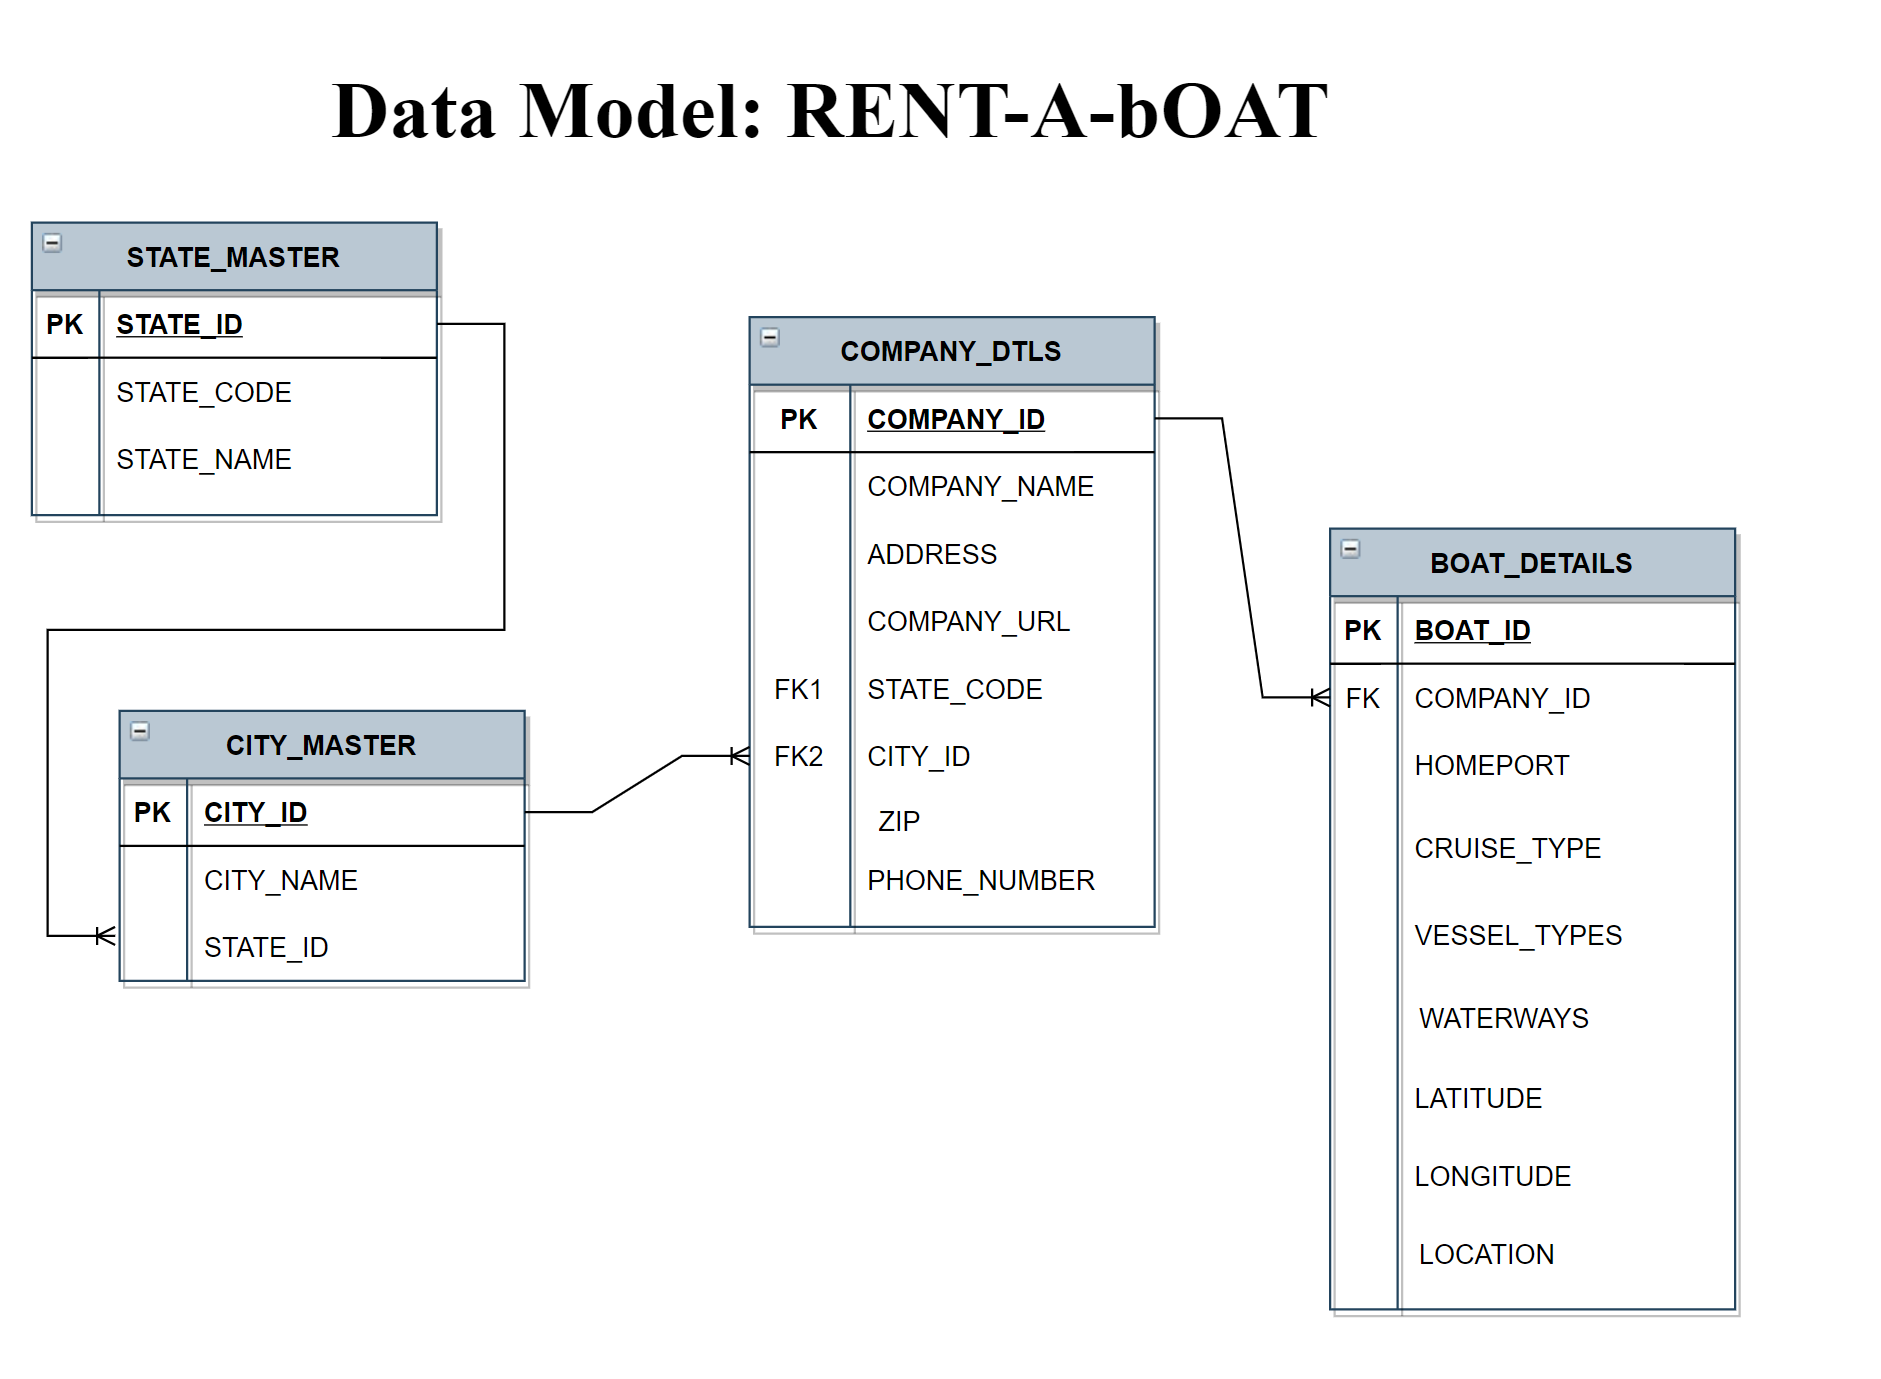 Data Model: RENT-A-bOAT
STATE_MASTER
PK STATE_ID
STATE_CODE
STATE_NAME
CITY_MASTER
PK CITY_ID
CITY_NAME
STATE_ID
COMPANY_DTLS
PK COMPANY_ID
COMPANY_NAME
ADDRESS
COMPANY_URL
FK1 STATE_CODE
FK2 CITY_ID
ZIP
PHONE_NUMBER
BOAT_DETAILS
PK BOAT_ID
FK COMPANY_ID
HOMEPORT
CRUISE_TYPE
VESSEL_TYPES
WATERWAYS
LATITUDE
LONGITUDE
LOCATION